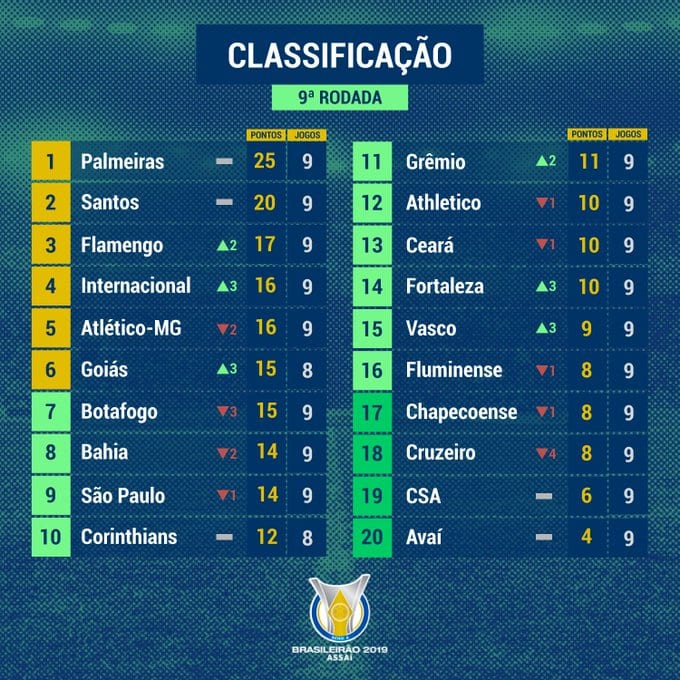 CLASSIFICAÇÃO
9ª RODADA
PONTOS JOGOS
1 Palmeiras 25 9
2 Santos 20 9
3 Flamengo ▲2 17 9
4 Internacional ▲3 16 9
5 Atlético-MG ▼2 16 9
6 Goiás ▲3 15 8
7 Botafogo ▼3 15 9
8 Bahia ▼2 14 9
9 São Paulo ▼1 14 9
10 Corinthians 12 8
PONTOS JOGOS
11 Grêmio ▲2 11 9
12 Athletico ▼1 10 9
13 Ceará ▼1 10 9
14 Fortaleza ▲3 10 9
15 Vasco ▲3 9 9
16 Fluminense ▼1 8 9
17 Chapecoense ▼1 8 9
18 Cruzeiro ▼4 8 9
19 CSA 6 9
20 Avaí 4 9
SÉRIE A
BRASILEIRÃO 2019
ASSAÍ